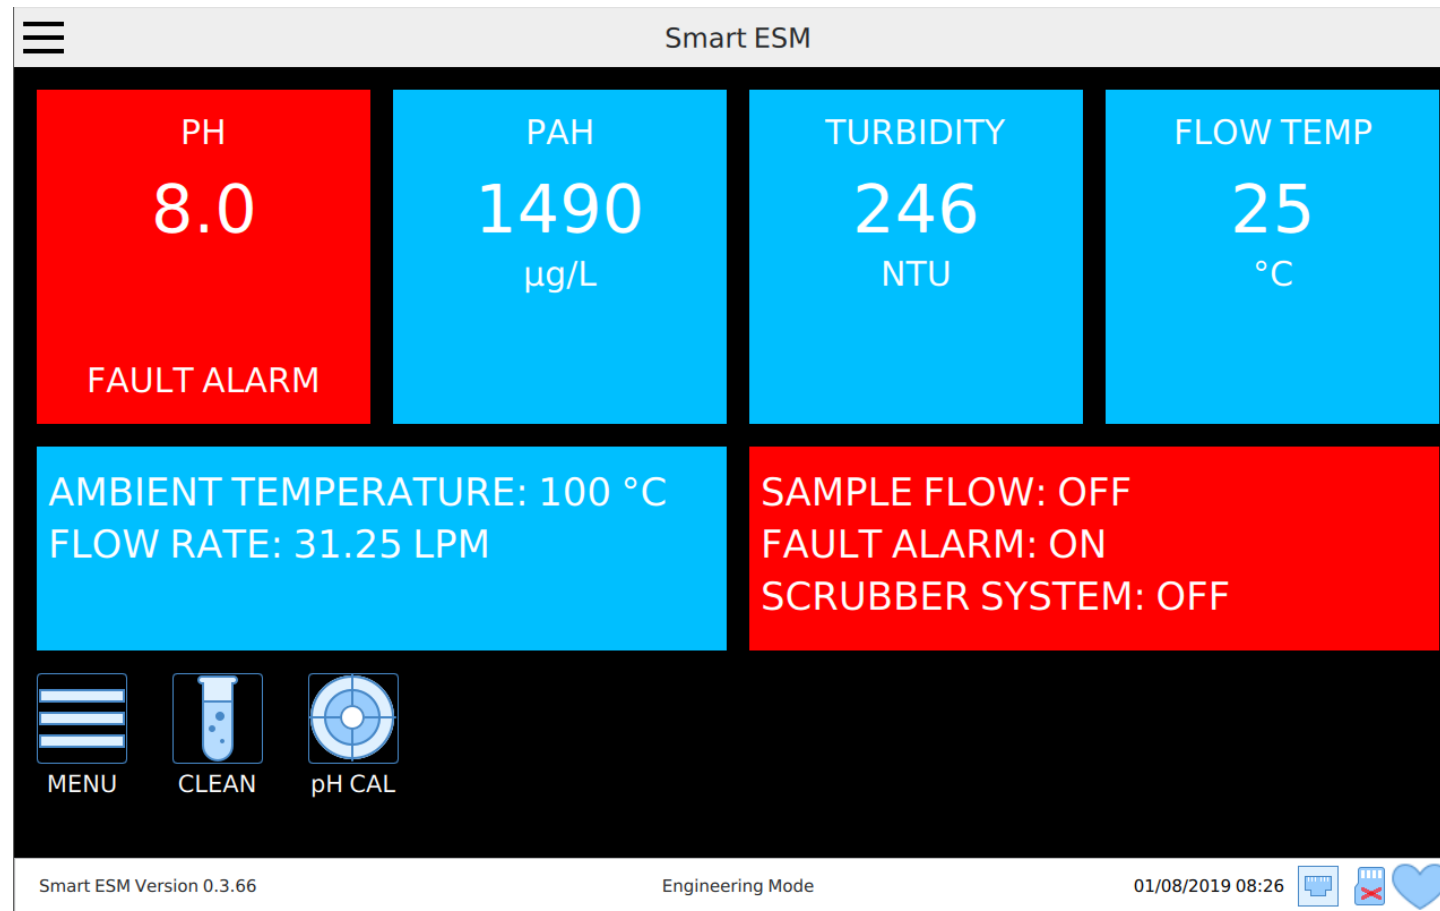 Smart ESM
PH
8.0
FAULT ALARM
PAH
1490
µg/L
TURBIDITY
246
NTU
FLOW TEMP
25
°C
AMBIENT TEMPERATURE: 100 °C
FLOW RATE: 31.25 LPM
SAMPLE FLOW: OFF
FAULT ALARM: ON
SCRUBBER SYSTEM: OFF
MENU
CLEAN
pH CAL
Smart ESM Version 0.3.66
Engineering Mode
01/08/2019 08:26